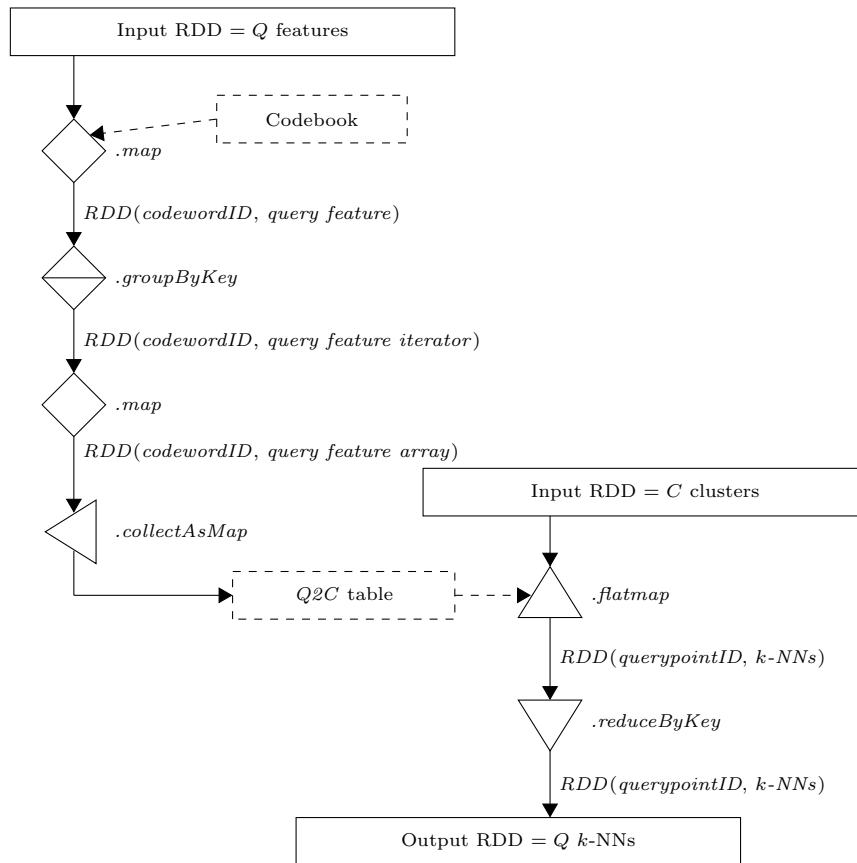 Input RDD = Q features
Codebook
.map
RDD(codewordID, query feature)
.groupByKey
RDD(codewordID, query feature iterator)
.map
RDD(codewordID, query feature array)
Input RDD = C clusters
.collectAsMap
Q2C table
.flatmap
RDD(querypointID, k-NNs)
.reduceByKey
RDD(querypointID, k-NNs)
Output RDD = Q k-NNs